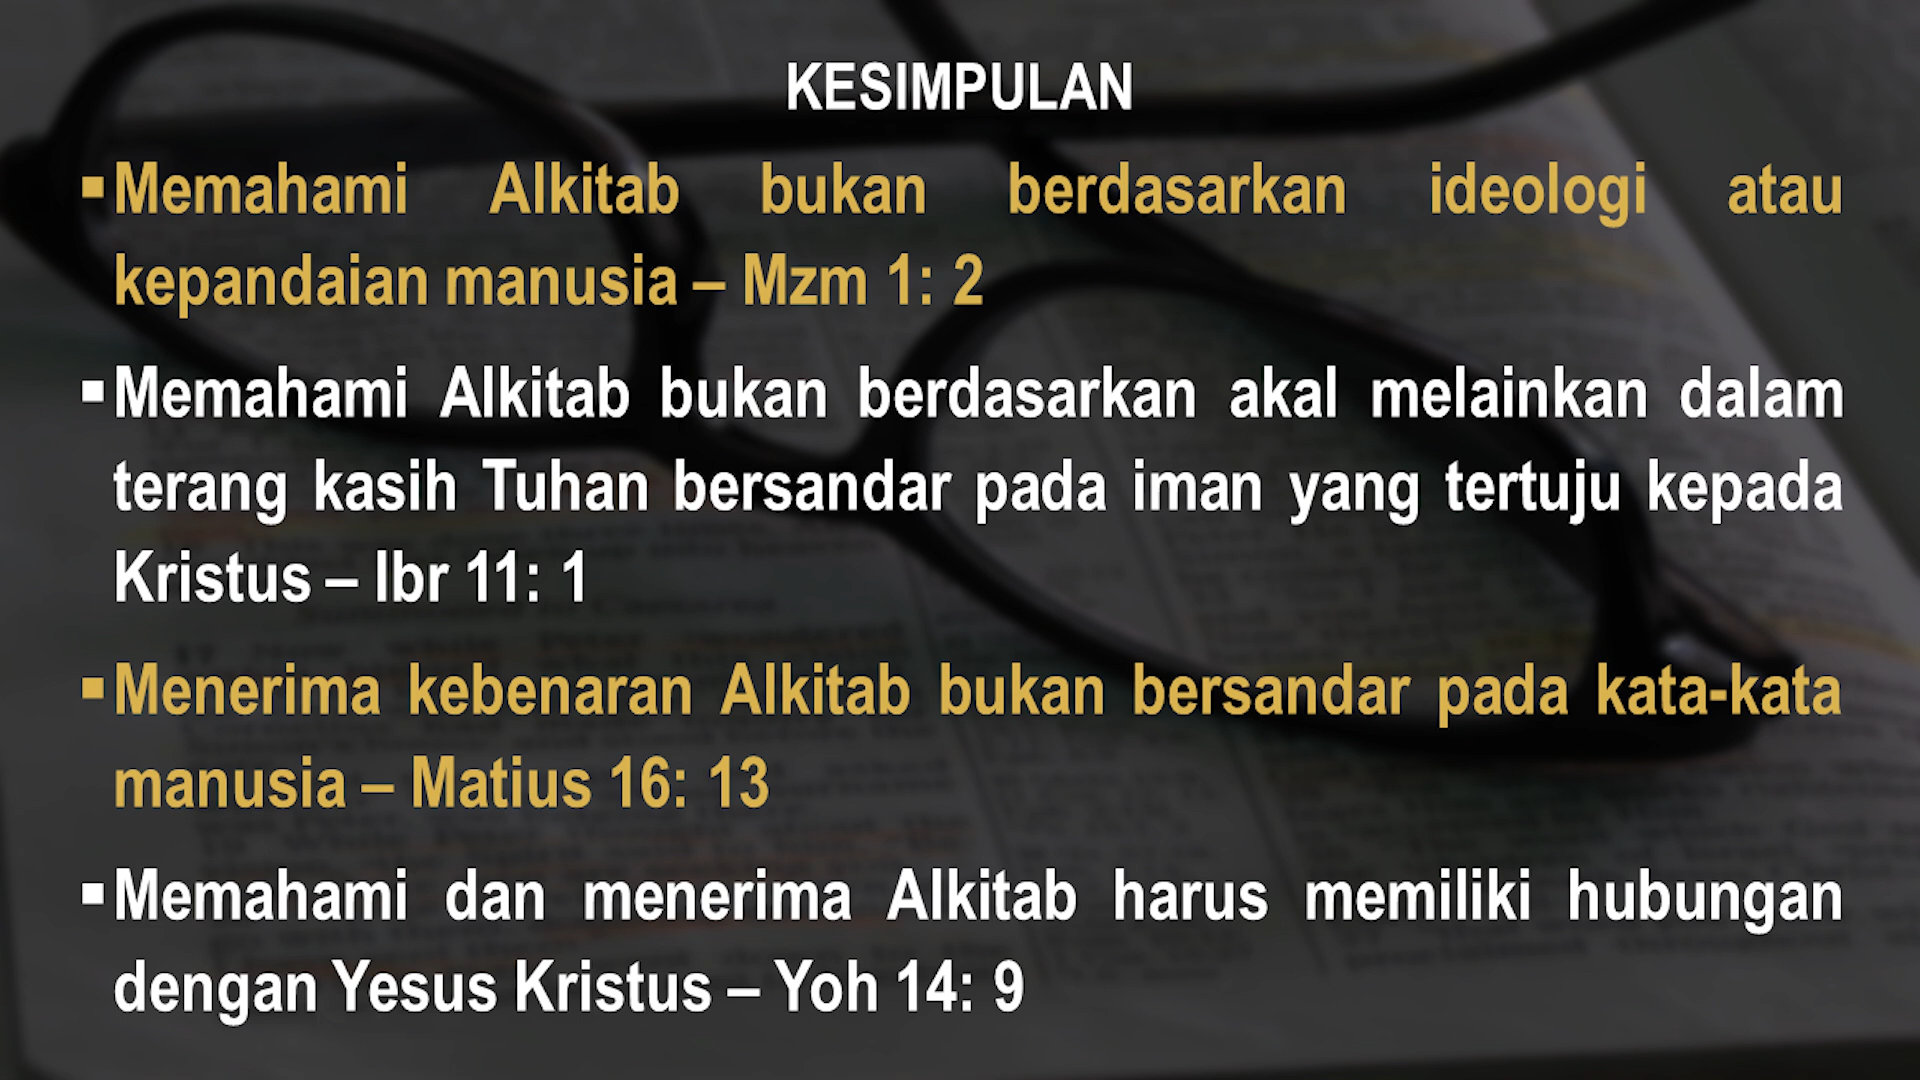 KESIMPULAN
▪Memahami Alkitab bukan berdasarkan ideologi atau
kepandaian manusia – Mzm 1: 2
▪Memahami Alkitab bukan berdasarkan akal melainkan dalam
terang kasih Tuhan bersandar pada iman yang tertuju kepada
Kristus – Ibr 11: 1
▪Menerima kebenaran Alkitab bukan bersandar pada kata-kata
manusia – Matius 16: 13
▪Memahami dan menerima Alkitab harus memiliki hubungan
dengan Yesus Kristus – Yoh 14: 9